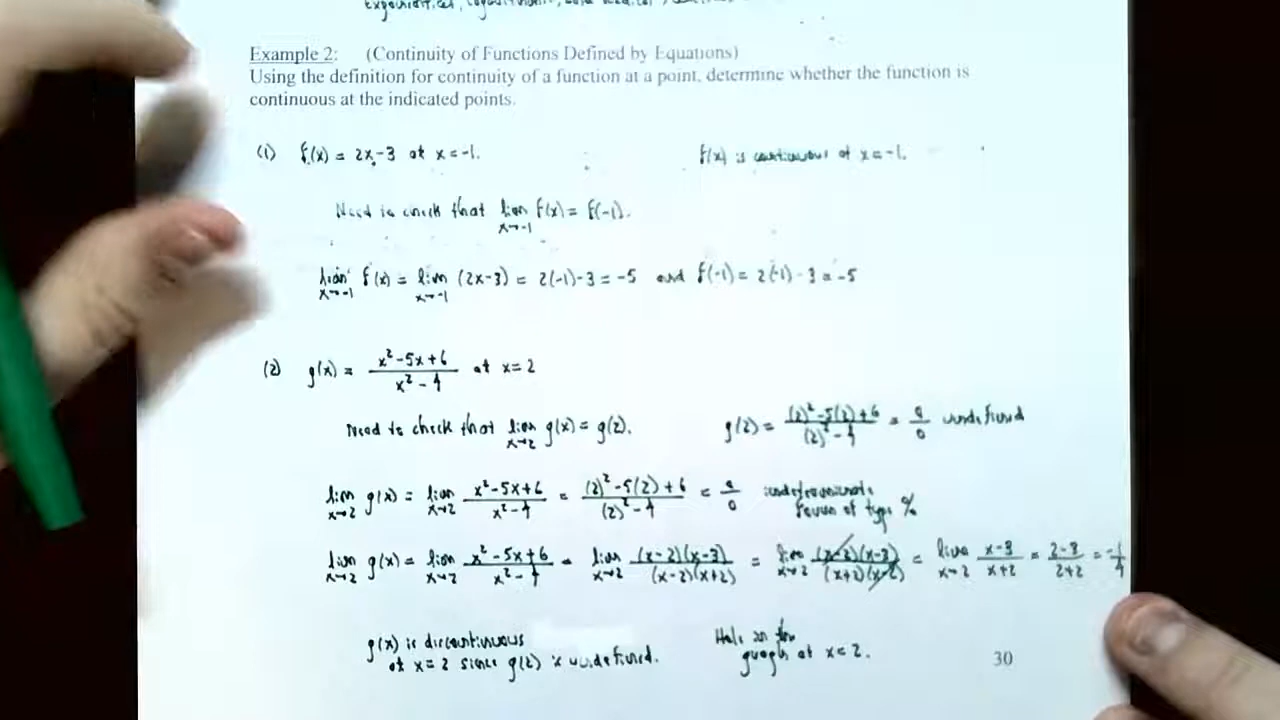 Example 2: (Continuity of Functions Defined by Equations)
Using the definition for continuity of a function at a point, determine whether the function is
continuous at the indicated points.
(1) f(x) = 2x-3 at x=-1. f(x) is continuous at x=-1.
Need to check that lim x→-1 f(x) = f(-1).
lim x→-1 f(x) = lim x→-1 (2x-3) = 2(-1)-3 = -5 and f(-1) = 2(-1)-3 = -5
(2) g(x) = (x²-5x+6)/(x²-4) at x=2
Need to check that lim x→2 g(x) = g(2). g(2) = ((2)²-5(2)+6)/((2)²-4) = 0/0 undefined
lim x→2 g(x) = lim x→2 (x²-5x+6)/(x²-4) = ((2)²-5(2)+6)/((2)²-4) = 0/0 indeterminate
form of type 0/0
lim x→2 g(x) = lim x→2 (x²-5x+6)/(x²-4) = lim x→2 ((x-2)(x-3))/((x-2)(x+2)) = lim x→2 ((x-2)(x-3))/((x+2)(x-2)) = lim x→2 (x-3)/(x+2) = (2-3)/(2+2) = -1/4
g(x) is discontinuous
at x=2 since g(2) is undefined.
Hole in the
graph at x=2.
30